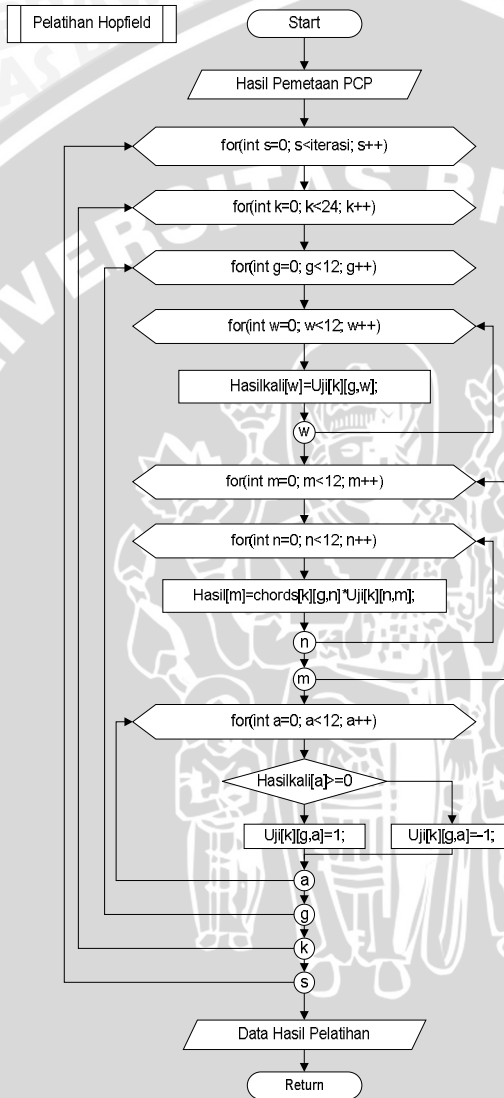 Pelatihan Hopfield
Start
Hasil Pemetaan PCP
for(int s=0; s<iterasi; s++)
for(int k=0; k<24; k++)
for(int g=0; g<12; g++)
for(int w=0; w<12; w++)
Hasilkali[w]=Uji[k][g,w];
w
for(int m=0; m<12; m++)
for(int n=0; n<12; n++)
Hasil[m]=chords[k][g,n]*Uji[k][n,m];
n
m
for(int a=0; a<12; a++)
Hasilkali[a]>=0
Uji[k][g,a]=1;
Uji[k][g,a]=-1;
a
g
k
s
Data Hasil Pelatihan
Return
UNIVERSITAS BR